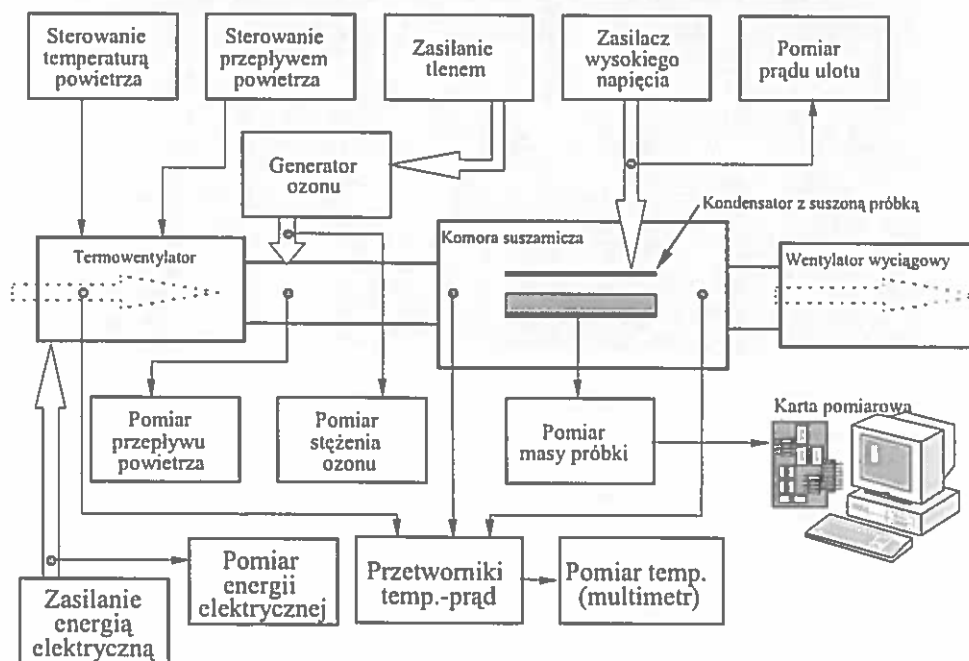 Sterowanie
temperaturą
powietrza
Sterowanie
przepływem
powietrza
Zasilanie
tlenem
Zasilacz
wysokiego
napięcia
Pomiar
prądu ulotu
Generator
ozonu
Kondensator z suszoną próbką
Termowentylator
Komora suszarnicza
Wentylator wyciągowy
Pomiar
przepływu
powietrza
Pomiar
stężenia
ozonu
Pomiar
masy próbki
Karta pomiarowa
Zasilanie
energią
elektryczną
Pomiar
energii
elektrycznej
Przetworniki
temp.-prąd
Pomiar temp.
(multimetr)